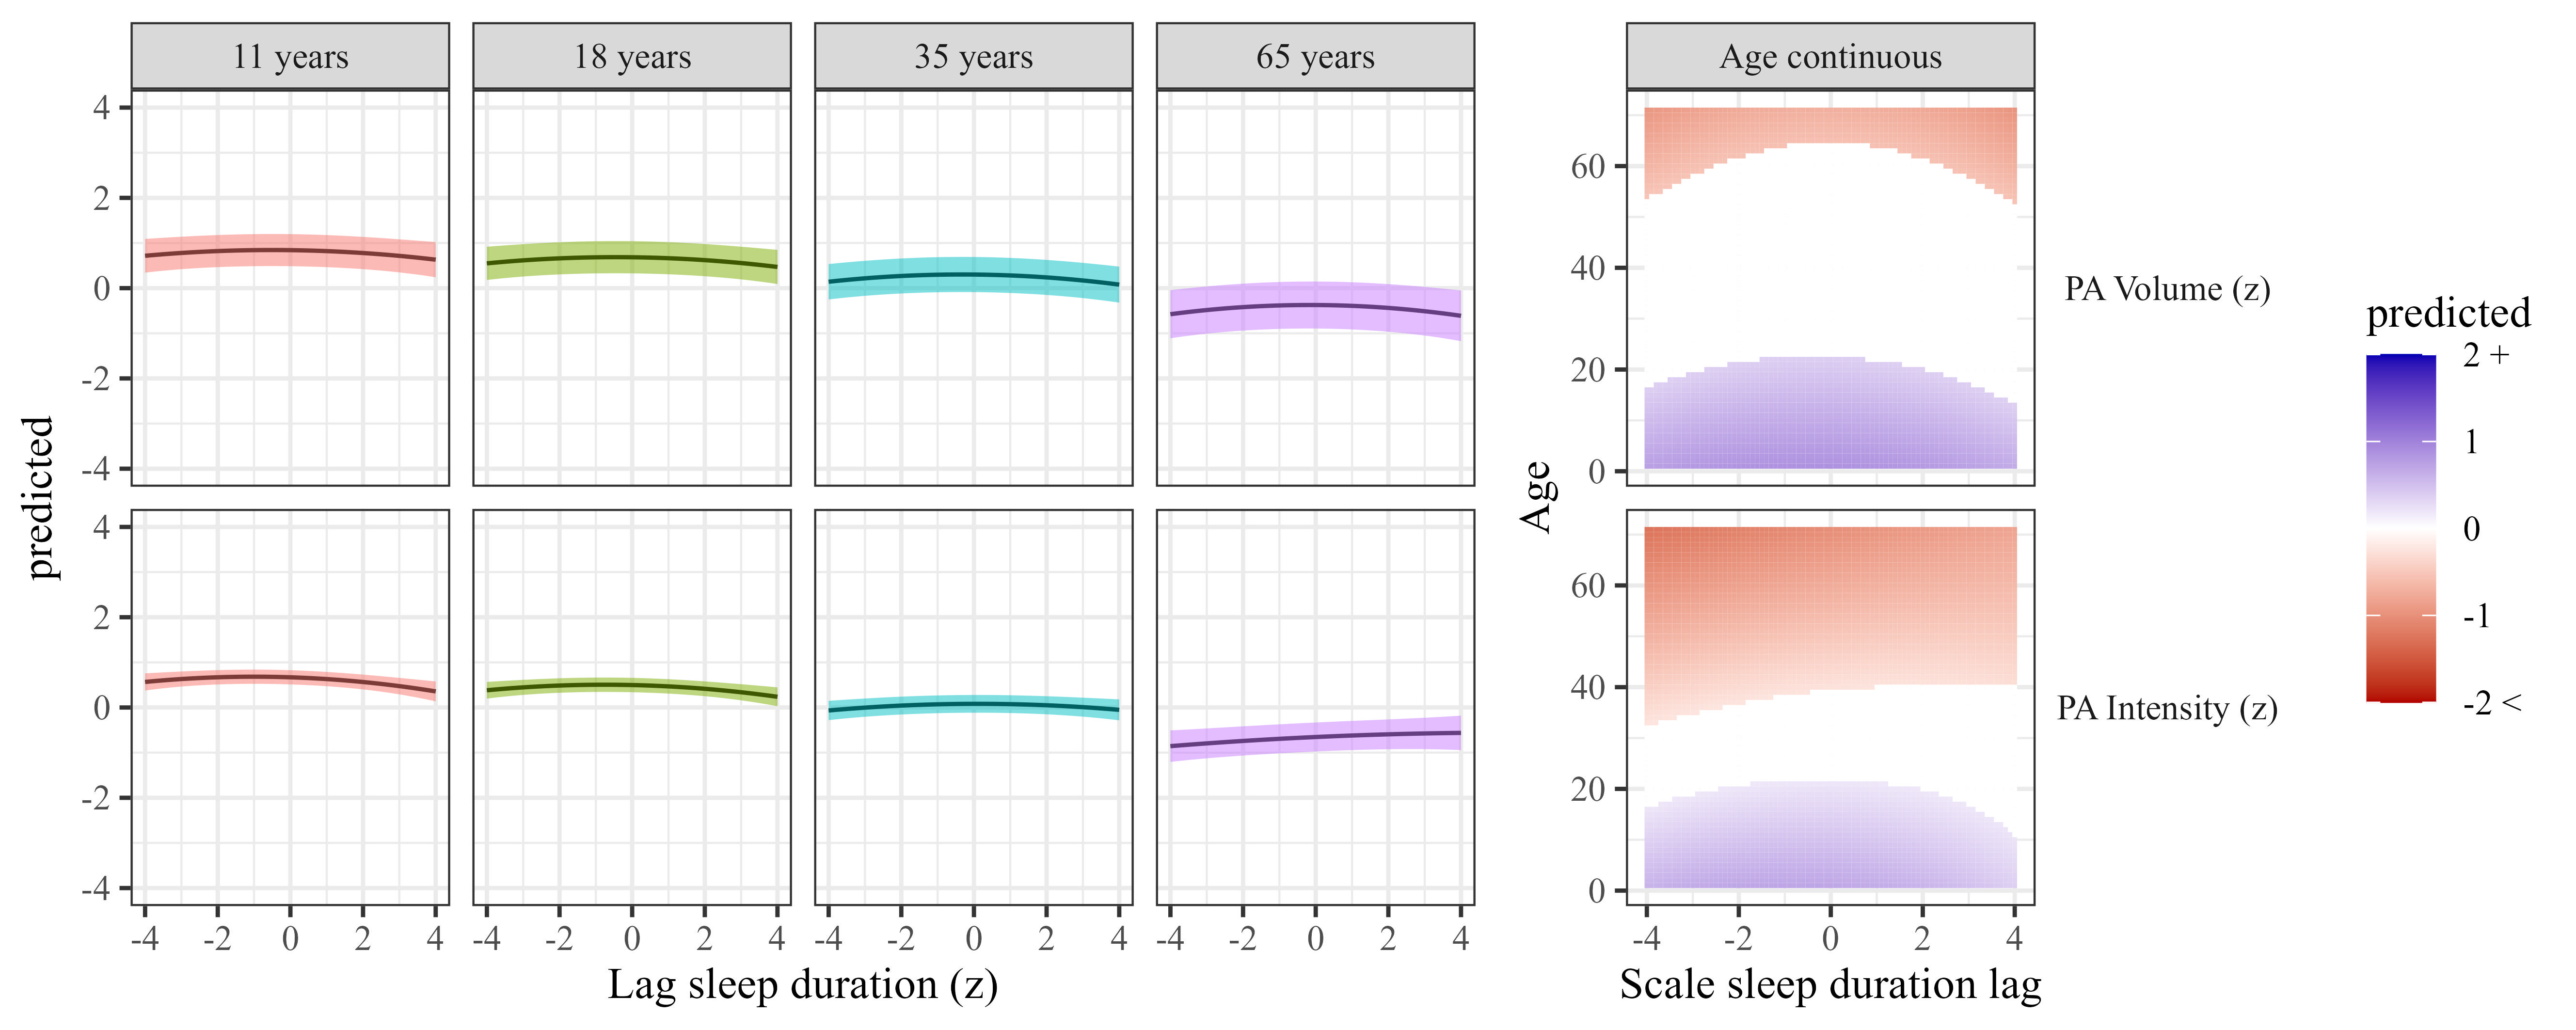 11 years
18 years
35 years
65 years
Age continuous
predicted
4
2
0
-2
-4
4
2
0
-2
-4
-4 -2 0 2 4
-4 -2 0 2 4
-4 -2 0 2 4
-4 -2 0 2 4
Lag sleep duration (z)
Age
60
40
20
0
60
40
20
0
-4 -2 0 2 4
Scale sleep duration lag
PA Volume (z)
PA Intensity (z)
predicted
2 +
1
0
-1
-2 <